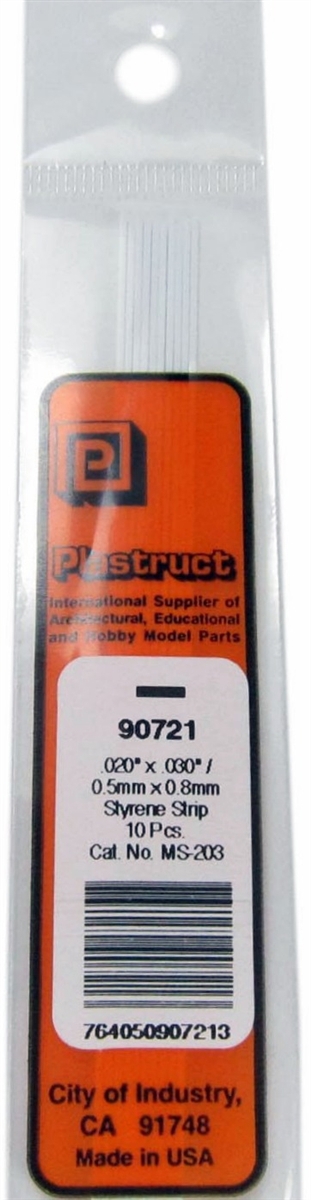 P
Plastruct
International Supplier of
Architectural, Educational
and Hobby Model Parts
90721
.020" x .030" /
0.5mm x 0.8mm
Styrene Strip
10 Pcs.
Cat. No. MS-203
764050907213
City of Industry,
CA 91748
Made in USA